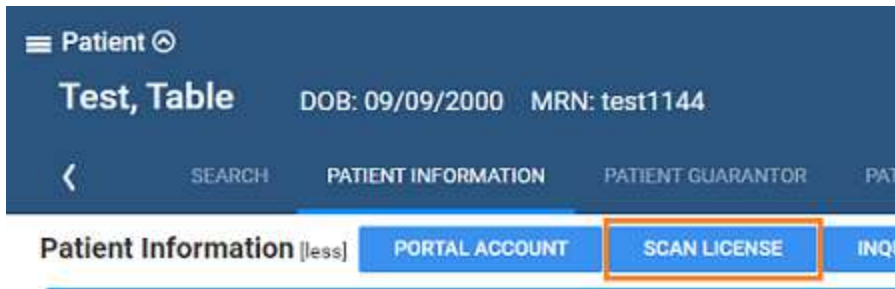 Patient
Test, Table DOB: 09/09/2000 MRN: test1144
SEARCH PATIENT INFORMATION PATIENT GUARANTOR
Patient Information [less] PORTAL ACCOUNT SCAN LICENSE